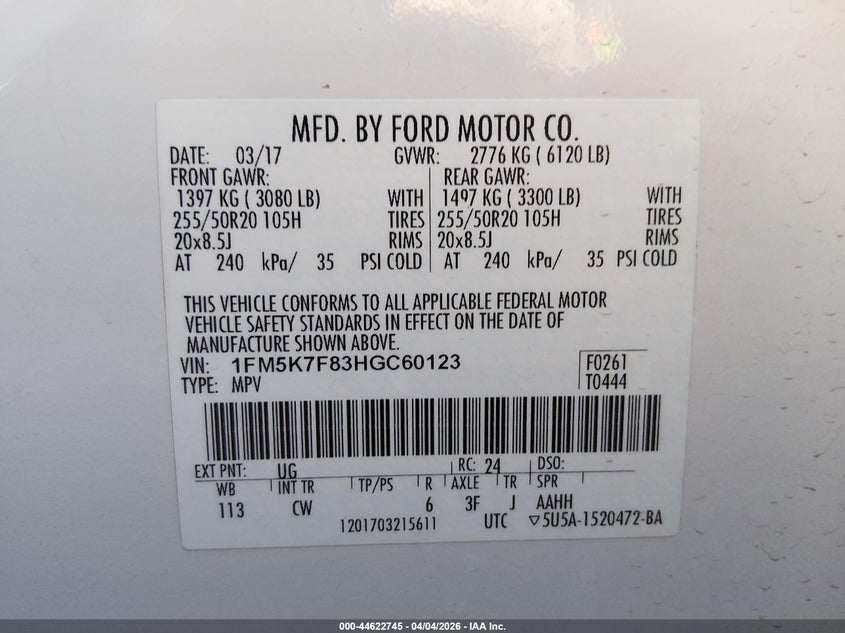 MFD. BY FORD MOTOR CO.
DATE: 03/17 GVWR: 2776 KG ( 6120 LB)
FRONT GAWR: REAR GAWR:
1397 KG ( 3080 LB) WITH 1497 KG ( 3300 LB) WITH
255/50R20 105H TIRES 255/50R20 105H TIRES
20x8.5J RIMS 20x8.5J RIMS
AT 240 kPa/ 35 PSI COLD AT 240 kPa/ 35 PSI COLD
THIS VEHICLE CONFORMS TO ALL APPLICABLE FEDERAL MOTOR
VEHICLE SAFETY STANDARDS IN EFFECT ON THE DATE OF
MANUFACTURE SHOWN ABOVE.
VIN: 1FM5K7F83HGC60123 F0261
TYPE: MPV T0444
EXT PNT: UG RC: 24 DSO:
WB INT TR TP/PS R AXLE TR SPR
113 CW 6 3F J AAHH
1201703215611 UTC ▽5U5A-1520472-BA
000-44622745 - 04/04/2026 - IAA Inc.